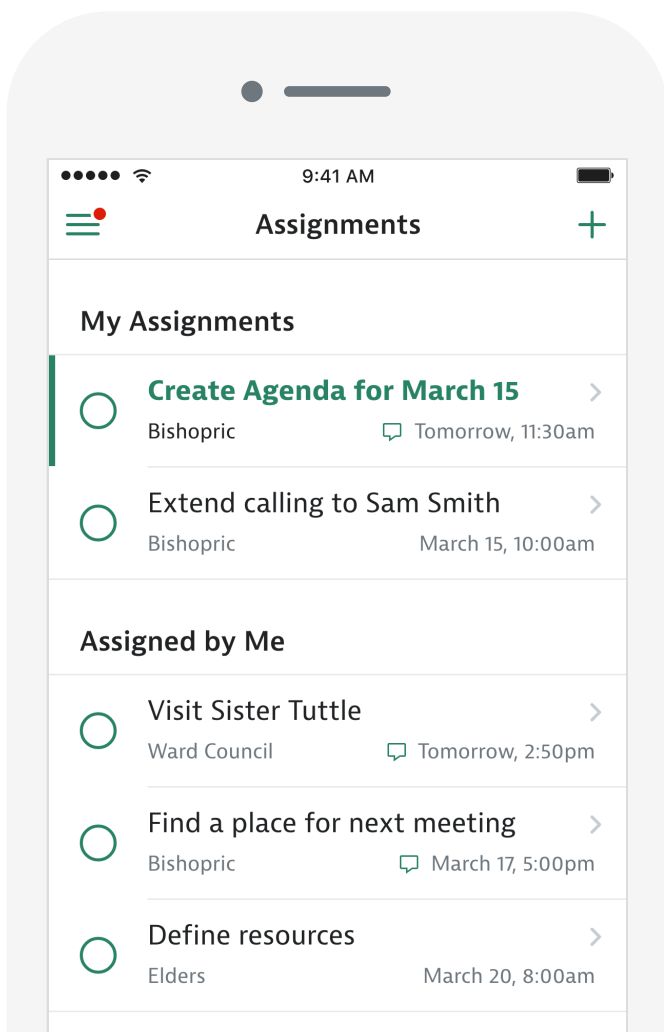 9:41 AM
Assignments
My Assignments
Create Agenda for March 15
Bishopric Tomorrow, 11:30am
Extend calling to Sam Smith
Bishopric March 15, 10:00am
Assigned by Me
Visit Sister Tuttle
Ward Council Tomorrow, 2:50pm
Find a place for next meeting
Bishopric March 17, 5:00pm
Define resources
Elders March 20, 8:00am